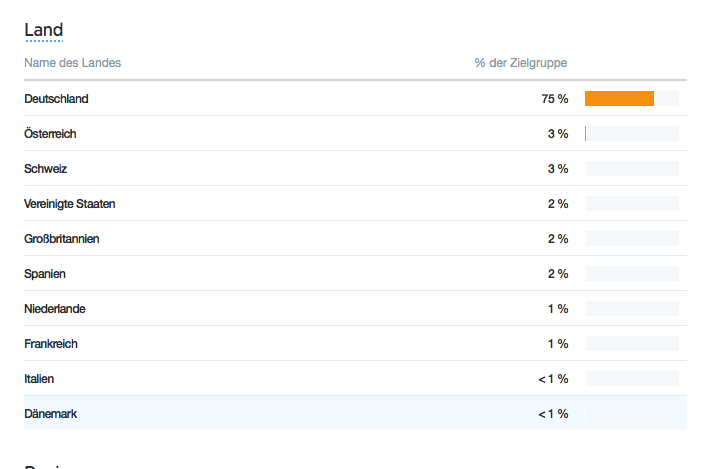 Land
Name des Landes % der Zielgruppe
Deutschland 75 %
Österreich 3 %
Schweiz 3 %
Vereinigte Staaten 2 %
Großbritannien 2 %
Spanien 2 %
Niederlande 1 %
Frankreich 1 %
Italien < 1 %
Dänemark < 1 %